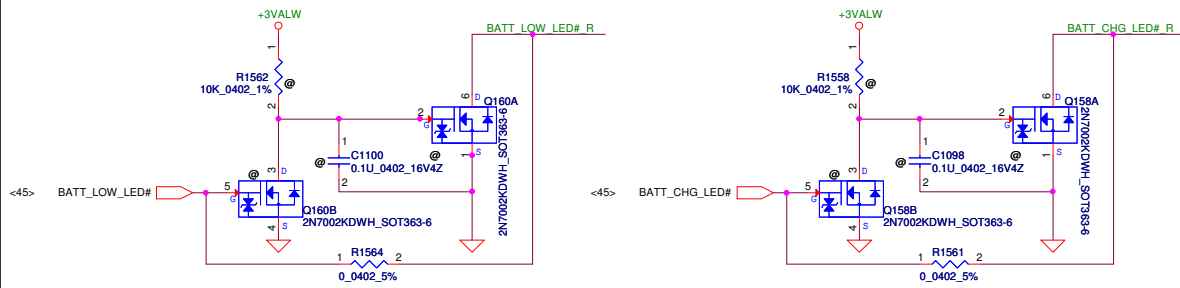 +3VALW
BATT_LOW_LED#_R
1
R1562
10K_0402_1%
@
2
6
D
Q160A
2
G
1
S
@
2N7002KDWH_SOT363-6
1
@
C1100
0.1U_0402_16V4Z
2
3
D
@
<45>
BATT_LOW_LED#
5
G
Q160B
2N7002KDWH_SOT363-6
4
S
R1564
1
2
0_0402_5%
+3VALW
BATT_CHG_LED#_R
1
R1558
10K_0402_1%
@
2
6
D
Q158A
2
G
1
S
@
2N7002KDWH_SOT363-6
1
@
C1098
0.1U_0402_16V4Z
2
3
D
@
<45>
BATT_CHG_LED#
5
G
Q158B
2N7002KDWH_SOT363-6
4
S
R1561
1
2
0_0402_5%